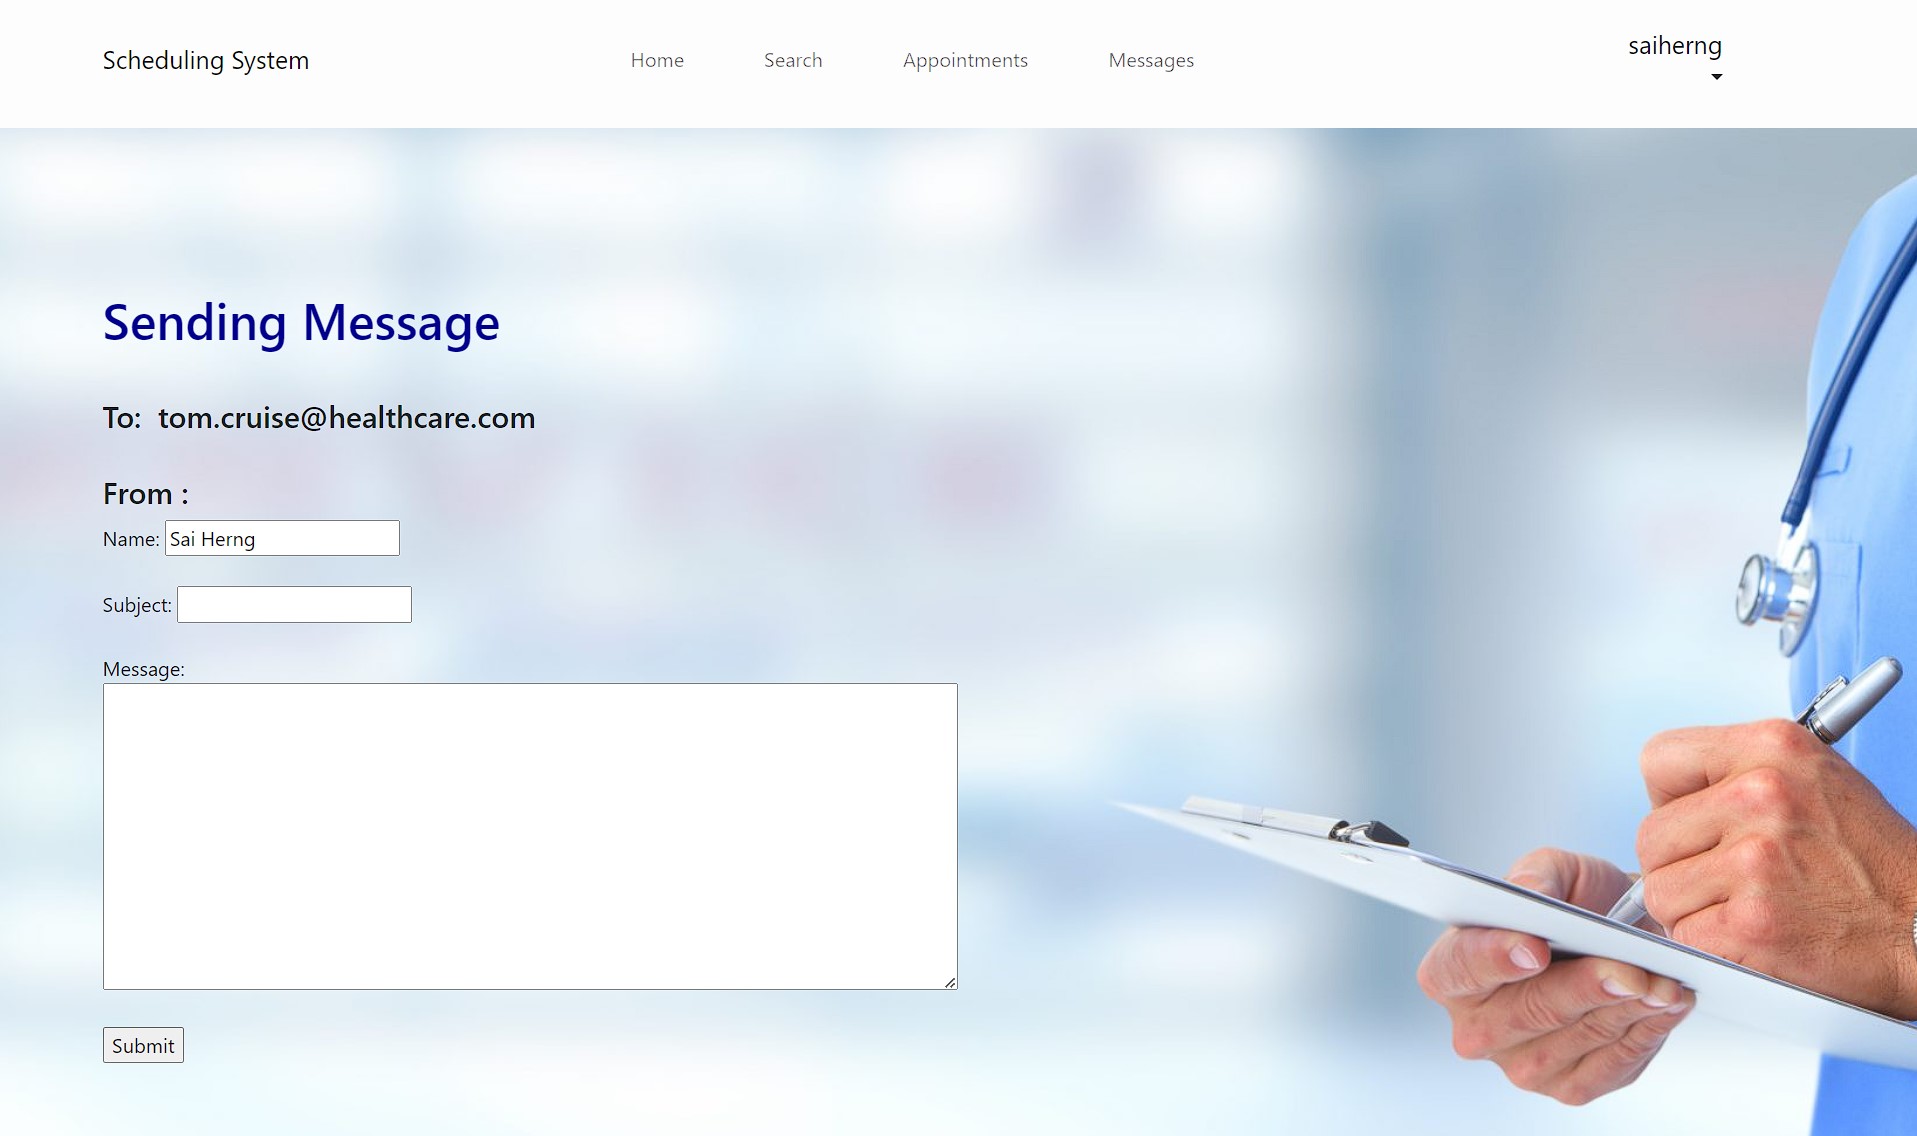 Scheduling System
Home
Search
Appointments
Messages
saiherng
Sending Message
To: tom.cruise@healthcare.com
From :
Name: Sai Herng
Subject:
Message:
Submit